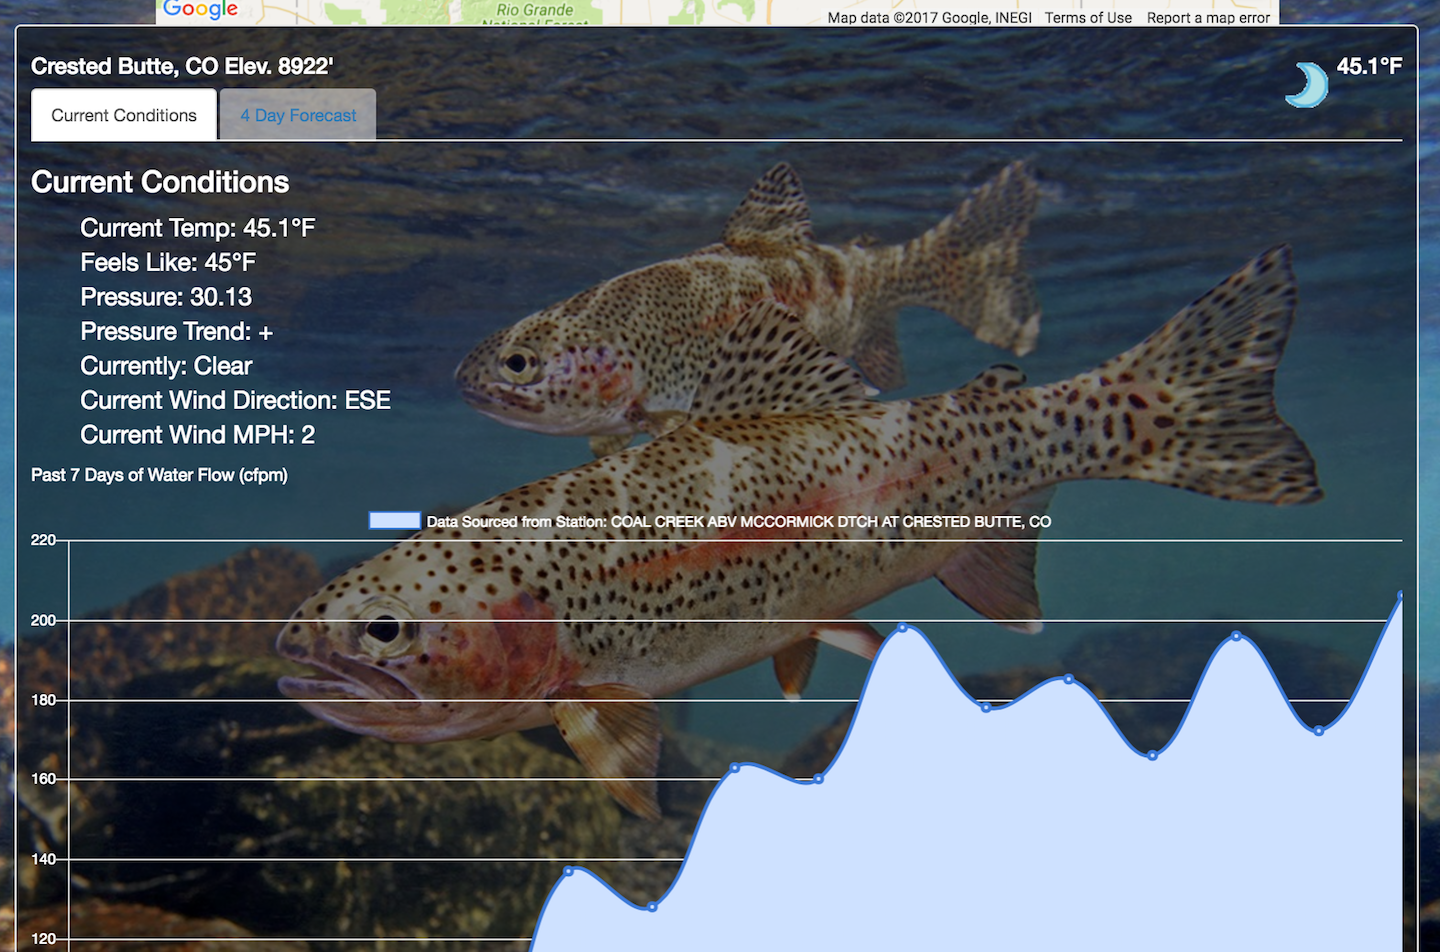 Google
Rio Grande
National Forest
Map data ©2017 Google, INEGI Terms of Use Report a map error
Crested Butte, CO Elev. 8922'
45.1°F
Current Conditions
4 Day Forecast
Current Conditions
Current Temp: 45.1°F
Feels Like: 45°F
Pressure: 30.13
Pressure Trend: +
Currently: Clear
Current Wind Direction: ESE
Current Wind MPH: 2
Past 7 Days of Water Flow (cfpm)
Data Sourced from Station: COAL CREEK ABV MCCORMICK DTCH AT CRESTED BUTTE, CO
220
200
180
160
140
120